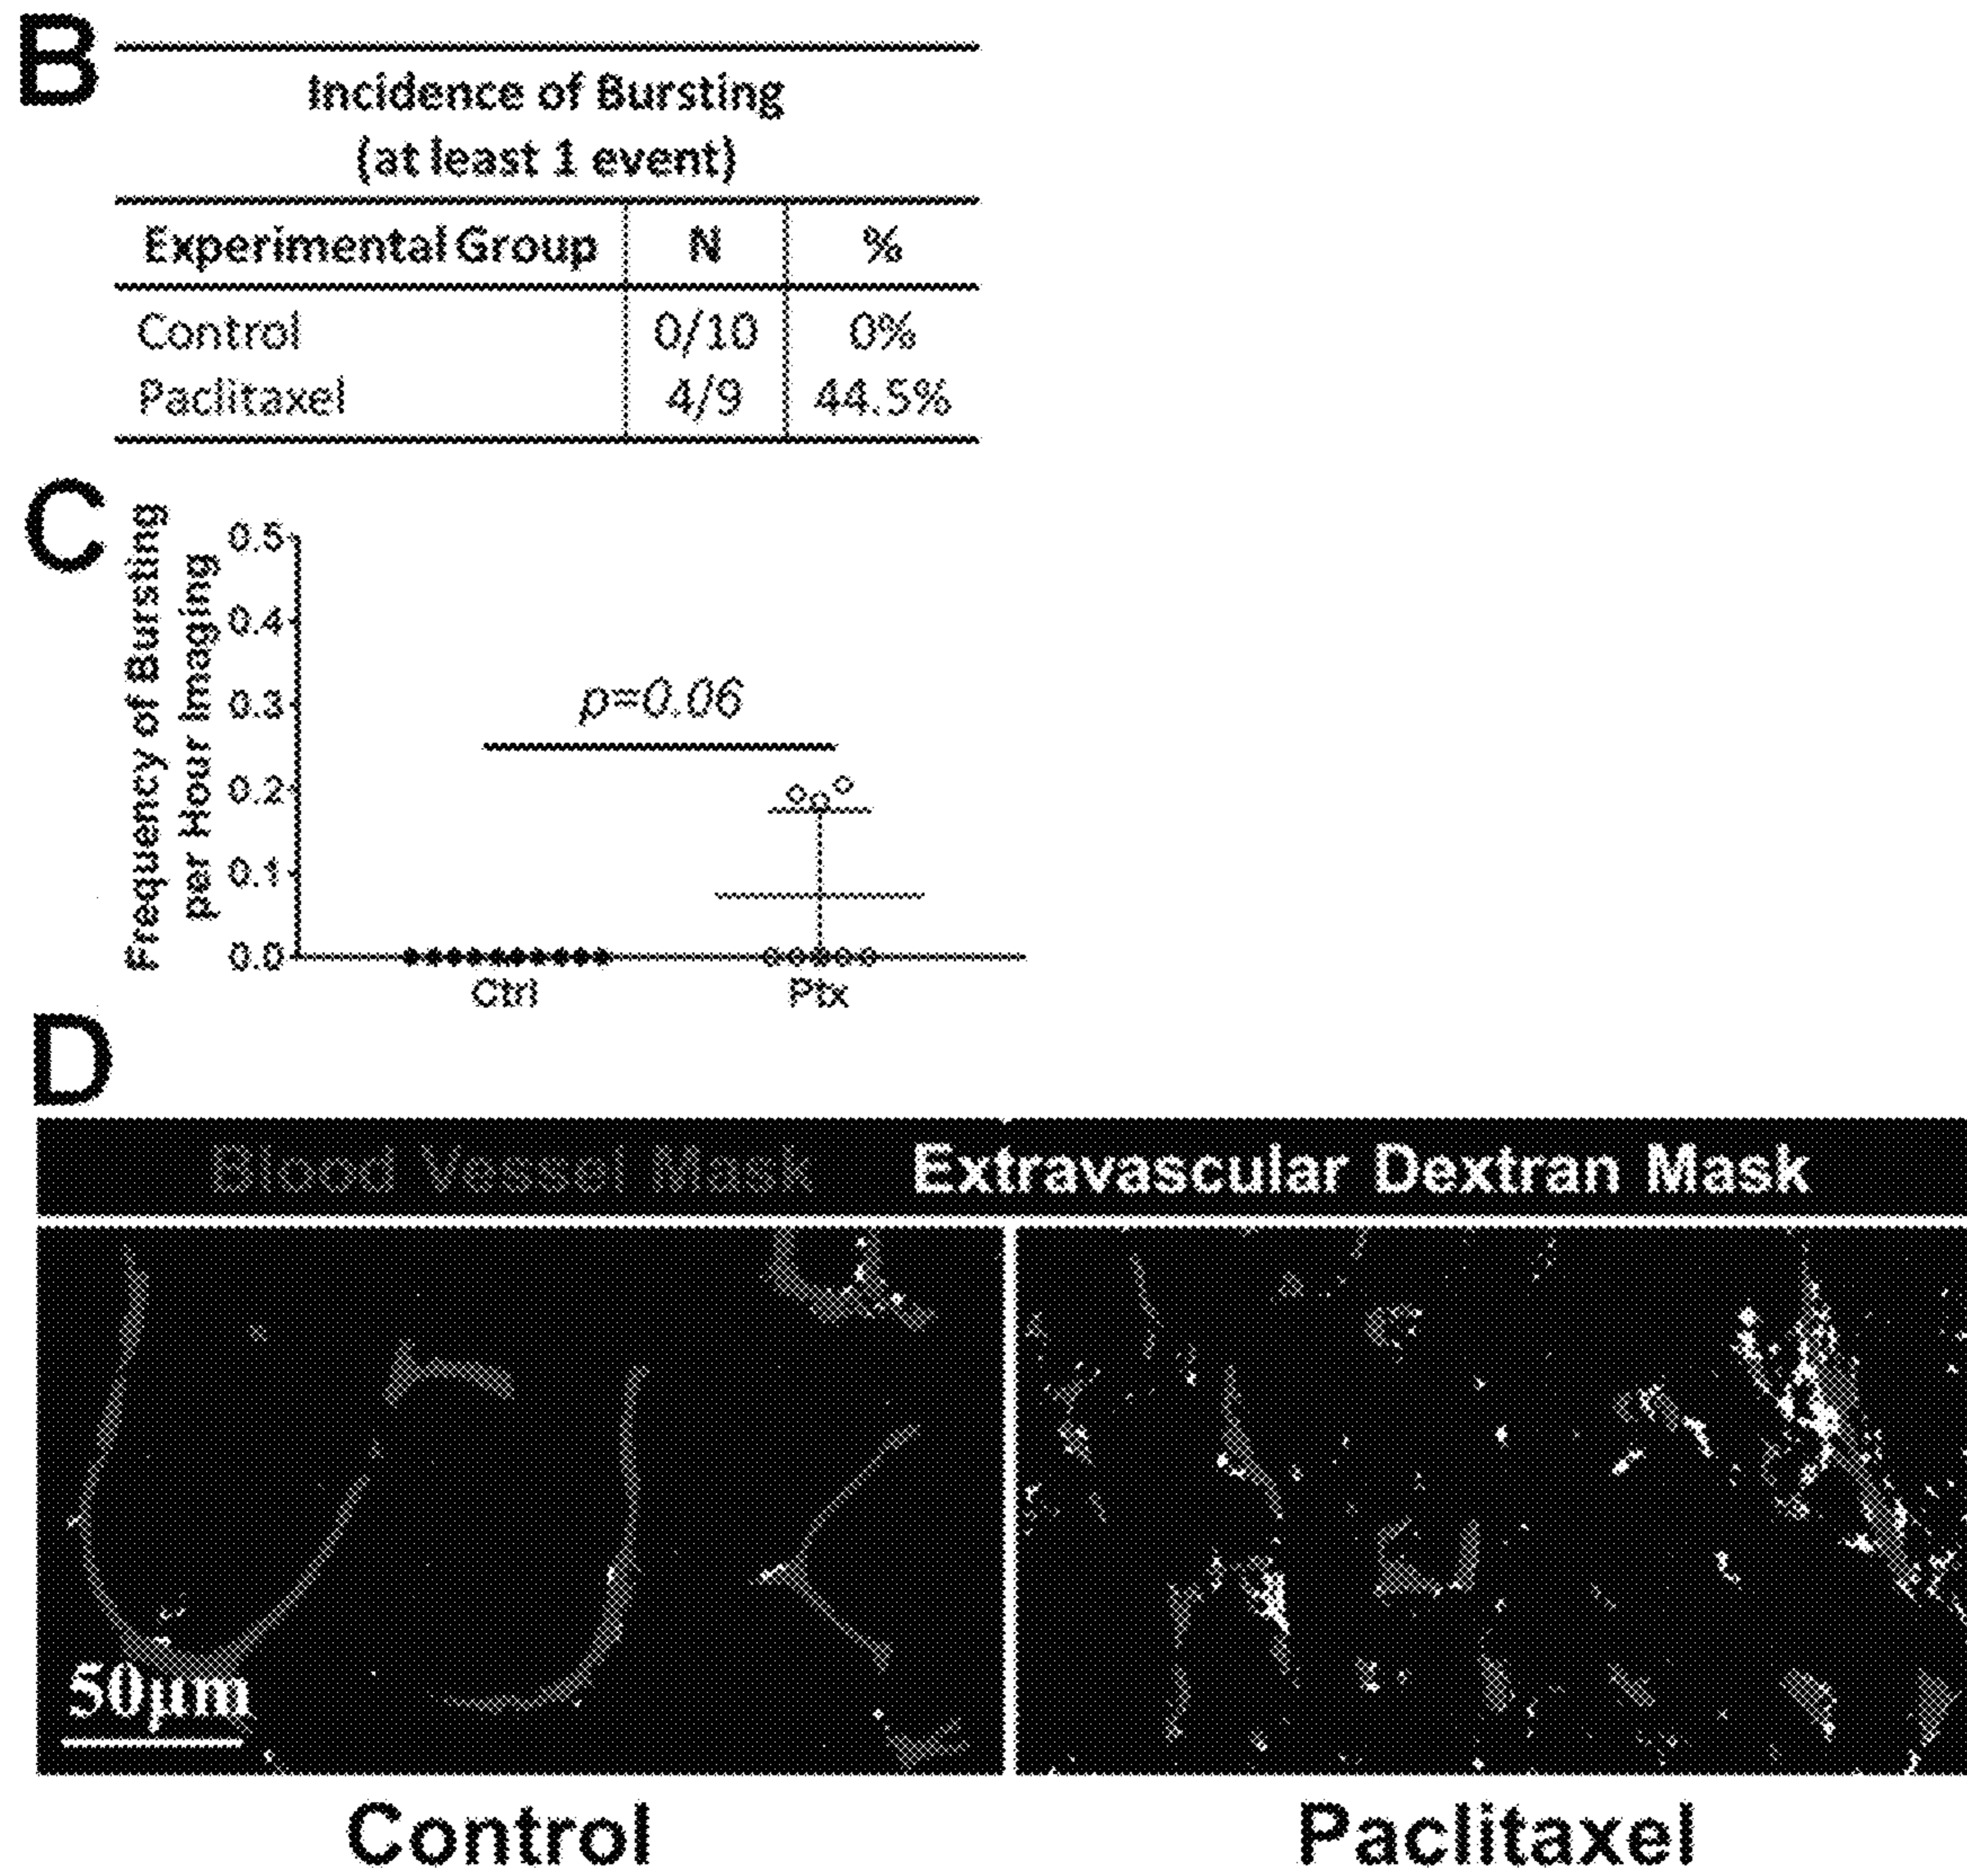 B
Incidence of Bursting
(at least 1 event)
Experimental Group N %
Control 0/10 0%
Paclitaxel 4/9 44.5%
C
Frequency of Bursting
per Hour Imaging
0.5
0.4
0.3
0.2
0.1
0.0
p=0.06
Ctrl Ptx
D
Blood Vessel Mask Extravascular Dextran Mask
50μm
Control Paclitaxel